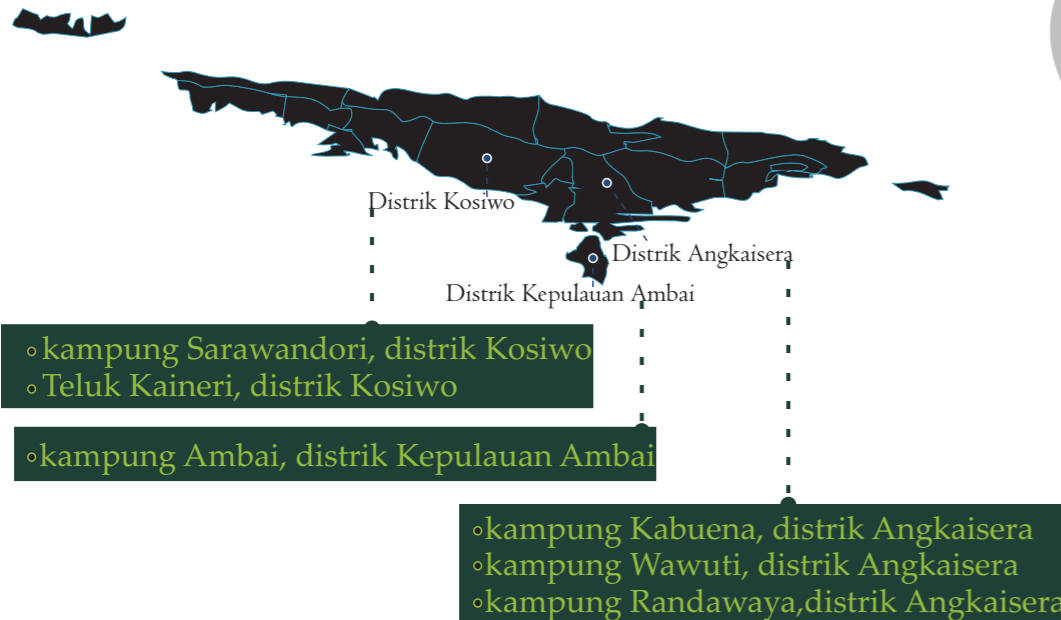 Distrik Kosiwo
Distrik Angkaisera
Distrik Kepulauan Ambai
kampung Sarawandori, distrik Kosiwo
Teluk Kaineri, distrik Kosiwo
kampung Ambai, distrik Kepulauan Ambai
kampung Kabuena, distrik Angkaisera
kampung Wawuti, distrik Angkaisera
kampung Randawaya,distrik Angkaisera